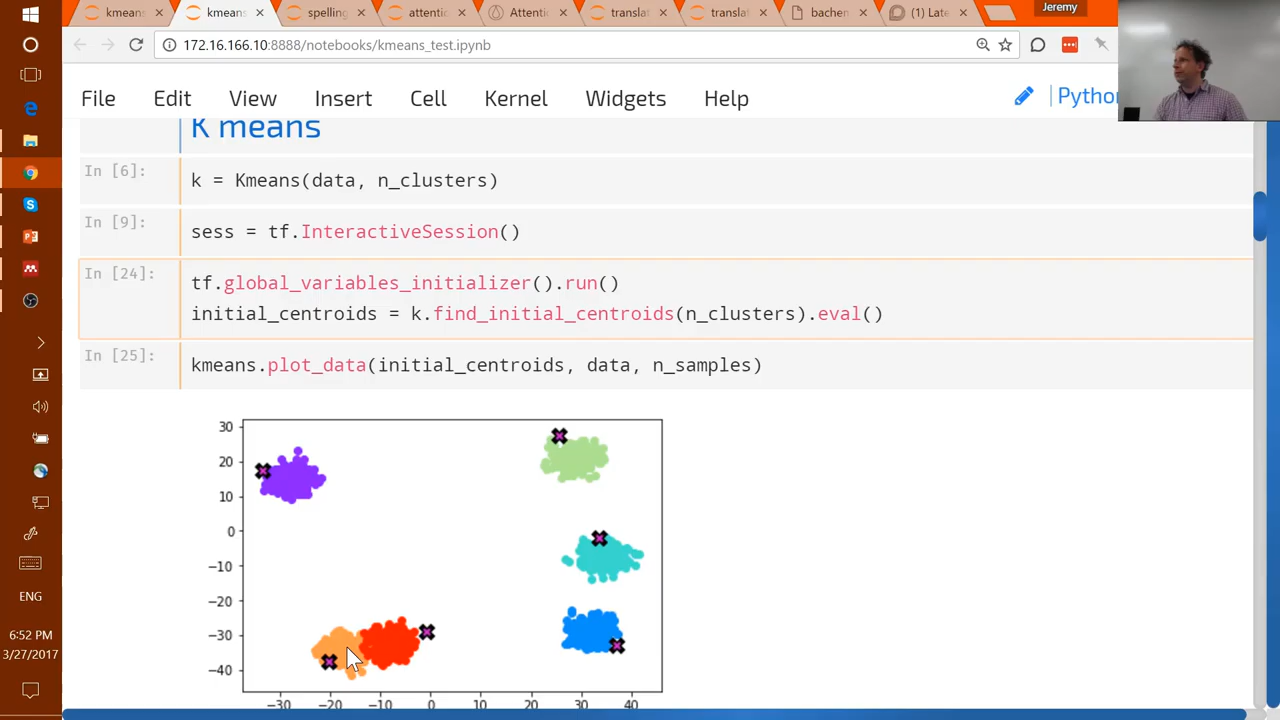 kmeans
kmeans
spelling
attentic
Attentic
translat
translat
bachen
(1) Late
Jeremy
172.16.166.10:8888/notebooks/kmeans_test.ipynb
File Edit View Insert Cell Kernel Widgets Help
Python
K means
In [6]:
k = Kmeans(data, n_clusters)
In [9]:
sess = tf.InteractiveSession()
In [24]:
tf.global_variables_initializer().run()
initial_centroids = k.find_initial_centroids(n_clusters).eval()
In [25]:
kmeans.plot_data(initial_centroids, data, n_samples)
30
20
10
0
−10
−20
−30
−40
−30 −20 −10 0 10 20 30 40
ENG
6:52 PM
3/27/2017